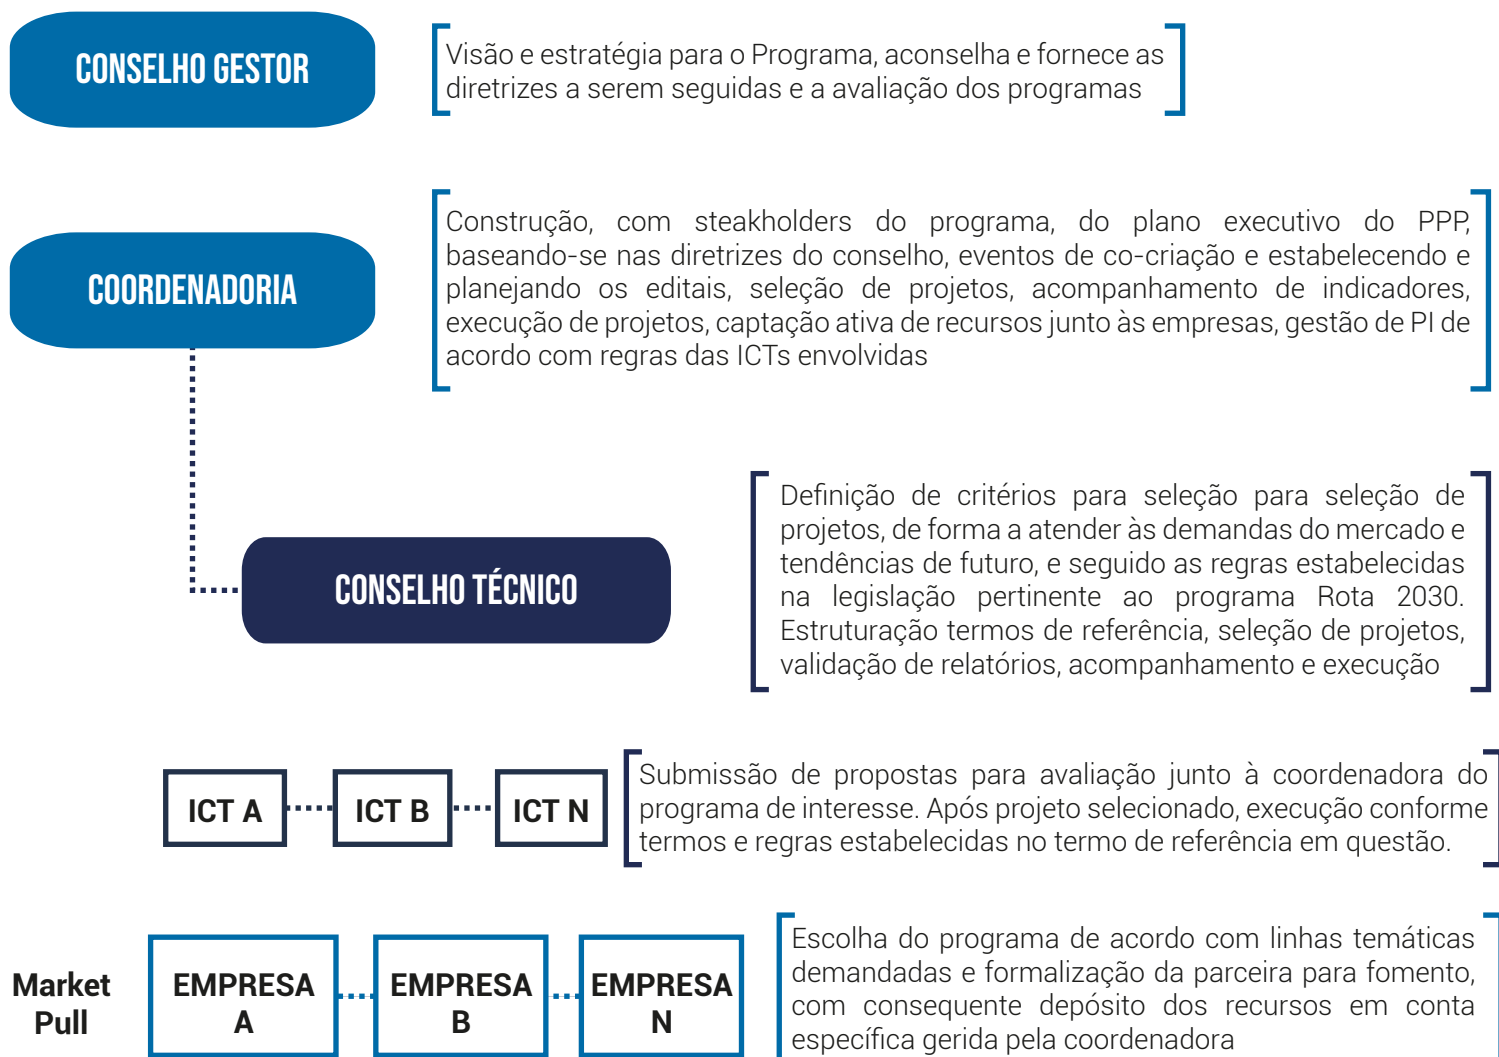 CONSELHO GESTOR
Visão e estratégia para o Programa, aconselha e fornece as
diretrizes a serem seguidas e a avaliação dos programas
COORDENADORIA
Construção, com steakholders do programa, do plano executivo do PPP,
baseando-se nas diretrizes do conselho, eventos de co-criação e estabelecendo e
planejando os editais, seleção de projetos, acompanhamento de indicadores,
execução de projetos, captação ativa de recursos junto às empresas, gestão de PI de
acordo com regras das ICTs envolvidas
CONSELHO TÉCNICO
Definição de critérios para seleção para seleção de
projetos, de forma a atender às demandas do mercado e
tendências de futuro, e seguido as regras estabelecidas
na legislação pertinente ao programa Rota 2030.
Estruturação termos de referência, seleção de projetos,
validação de relatórios, acompanhamento e execução
ICT A
ICT B
ICT N
Submissão de propostas para avaliação junto à coordenadora do
programa de interesse. Após projeto selecionado, execução conforme
termos e regras estabelecidas no termo de referência em questão.
Market
Pull
EMPRESA
A
EMPRESA
B
EMPRESA
N
Escolha do programa de acordo com linhas temáticas
demandadas e formalização da parceira para fomento,
com consequente depósito dos recursos em conta
específica gerida pela coordenadora